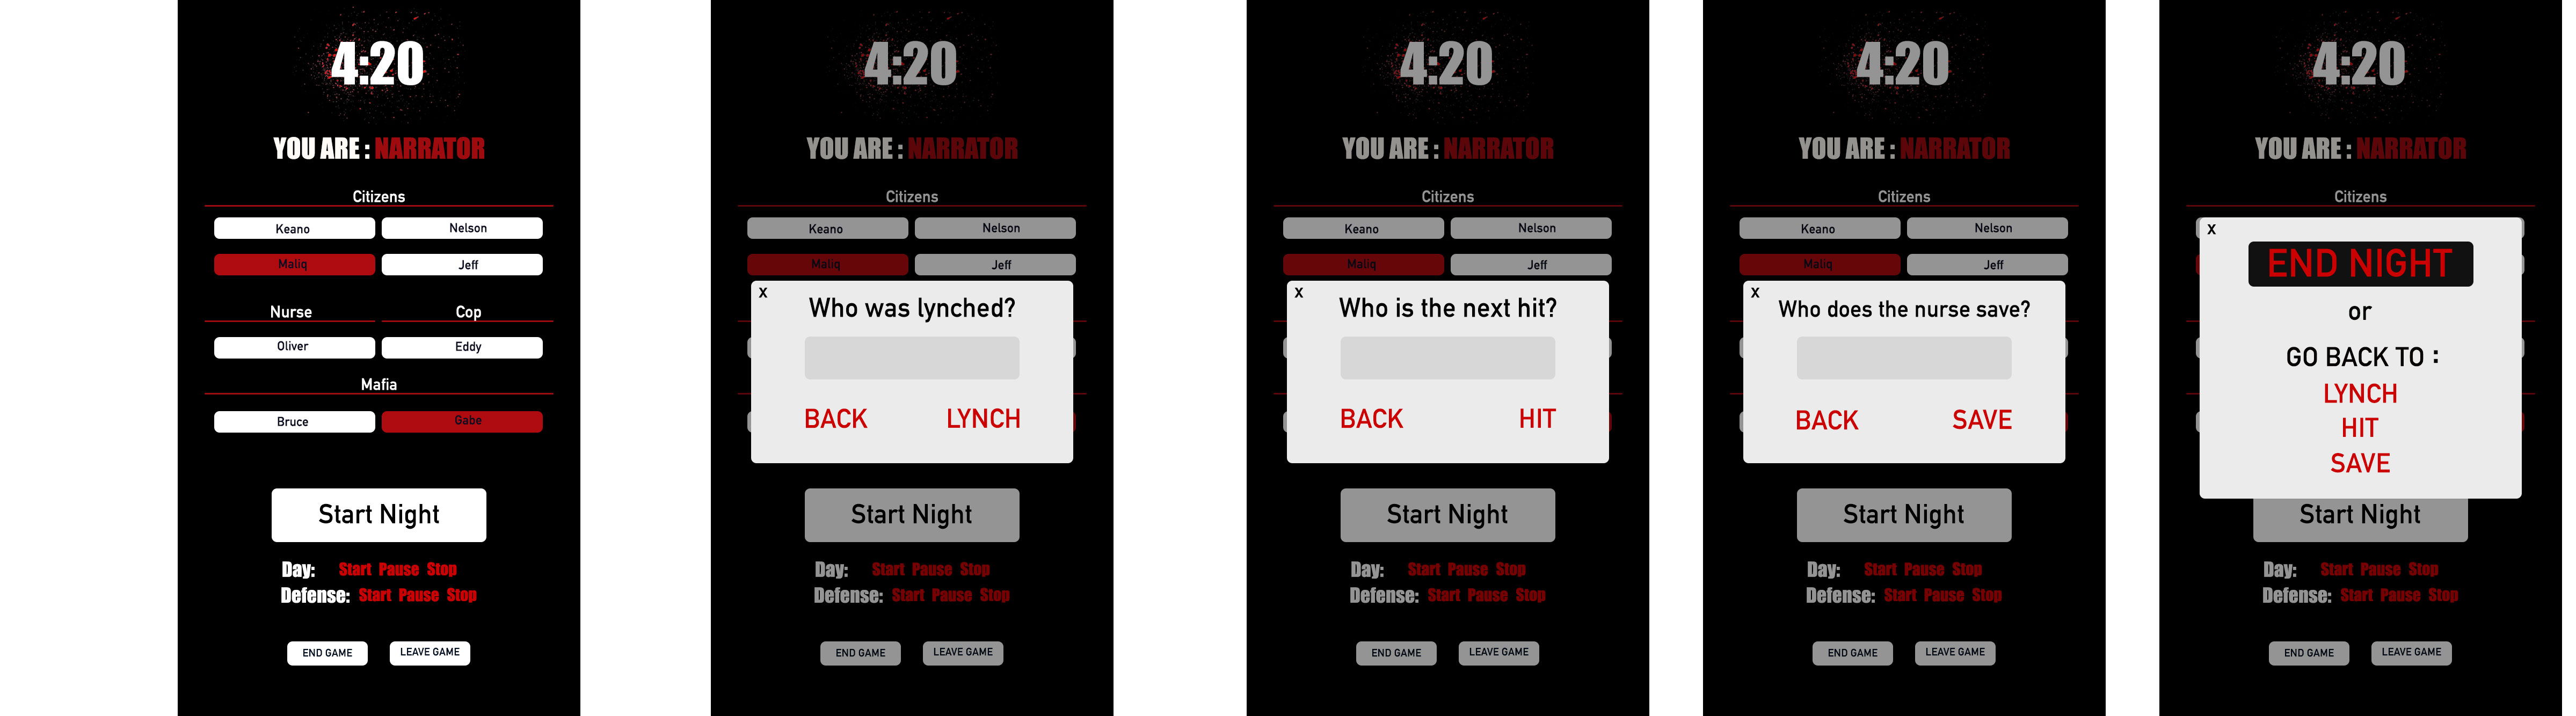 4:20
YOU ARE : NARRATOR
Citizens
Keano Nelson
Maliq Jeff
Nurse Cop
Oliver Eddy
Mafia
Bruce Gabe
Start Night
Day: Start Pause Stop
Defense: Start Pause Stop
END GAME LEAVE GAME
4:20
YOU ARE : NARRATOR
Citizens
Keano Nelson
Maliq Jeff
X
Who was lynched?
BACK LYNCH
Start Night
Day: Start Pause Stop
Defense: Start Pause Stop
END GAME LEAVE GAME
4:20
YOU ARE : NARRATOR
Citizens
Keano Nelson
Maliq Jeff
X
Who is the next hit?
BACK HIT
Start Night
Day: Start Pause Stop
Defense: Start Pause Stop
END GAME LEAVE GAME
4:20
YOU ARE : NARRATOR
Citizens
Keano Nelson
Maliq Jeff
X
Who does the nurse save?
BACK SAVE
Start Night
Day: Start Pause Stop
Defense: Start Pause Stop
END GAME LEAVE GAME
4:20
YOU ARE : NARRATOR
Citizens
X
END NIGHT
or
GO BACK TO :
LYNCH
HIT
SAVE
Start Night
Day: Start Pause Stop
Defense: Start Pause Stop
END GAME LEAVE GAME